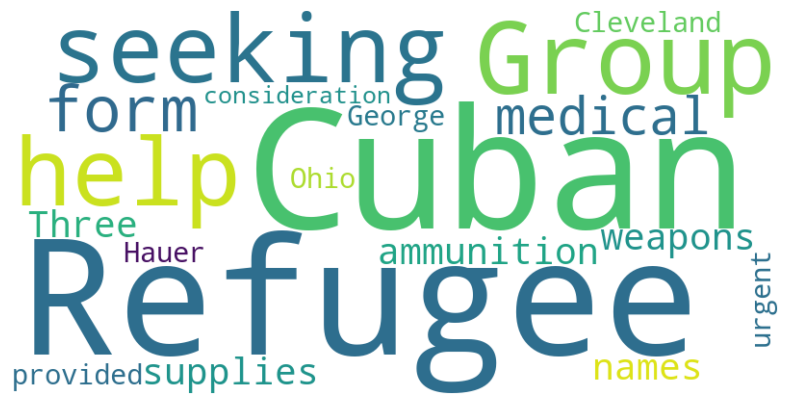 Cleveland
seeking Group
form consideration medical
George
help Cuban
Ohio
Three
Hauer ammunition weapons
Refugee urgent
provided supplies names